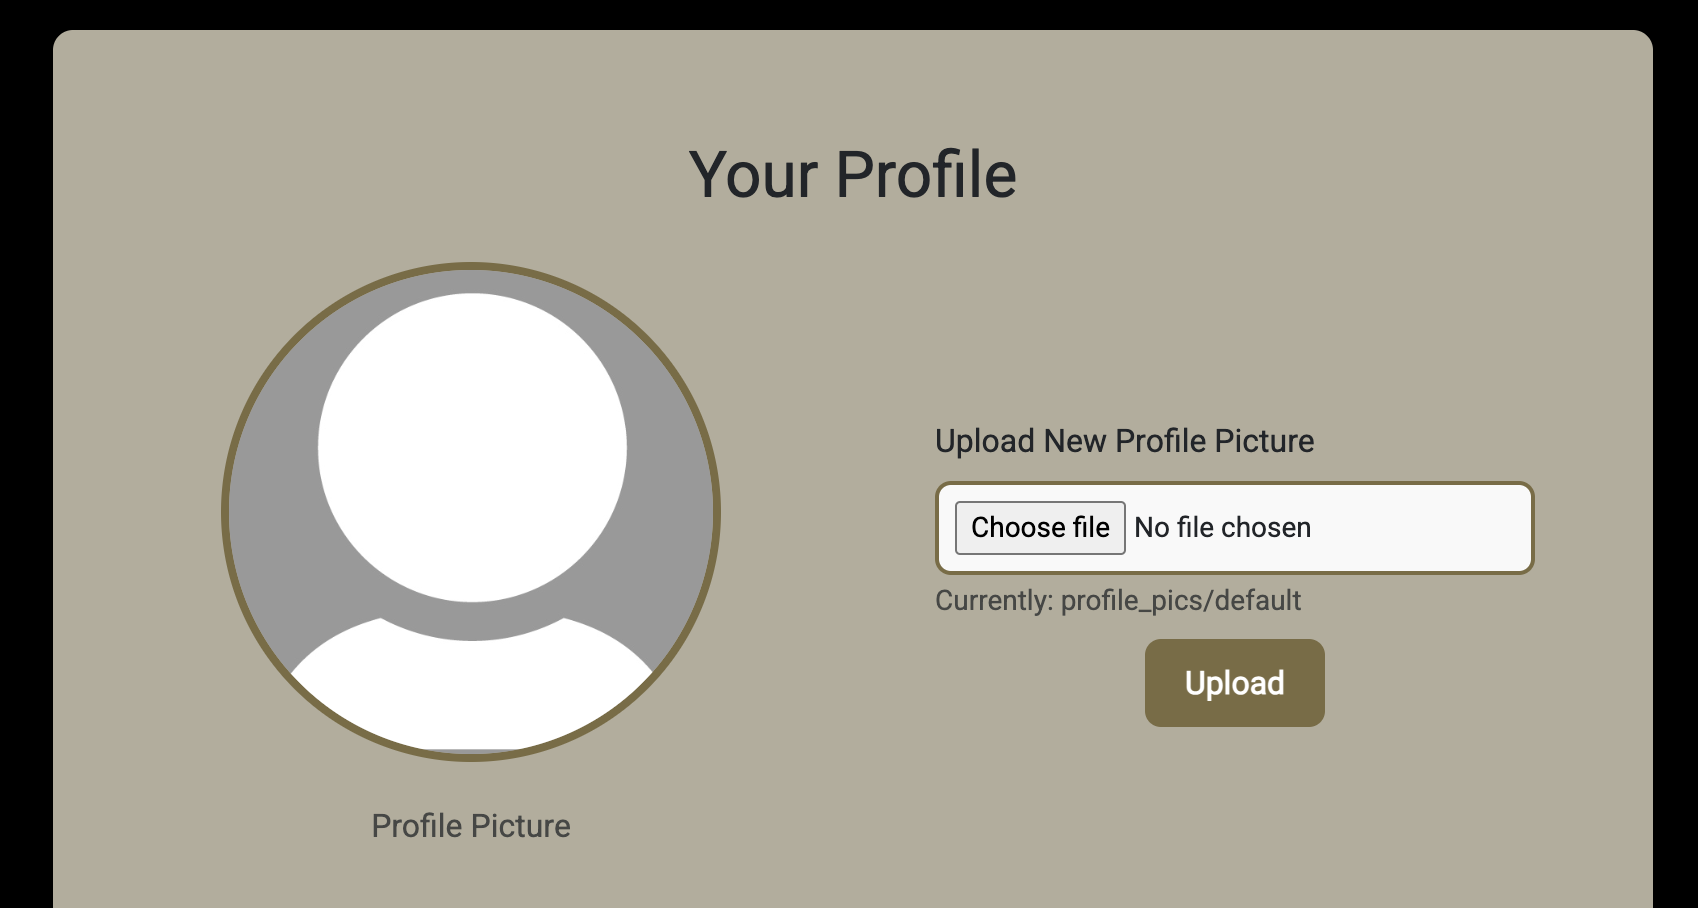 Your Profile
Upload New Profile Picture
Choose file No file chosen
Currently: profile_pics/default
Upload
Profile Picture